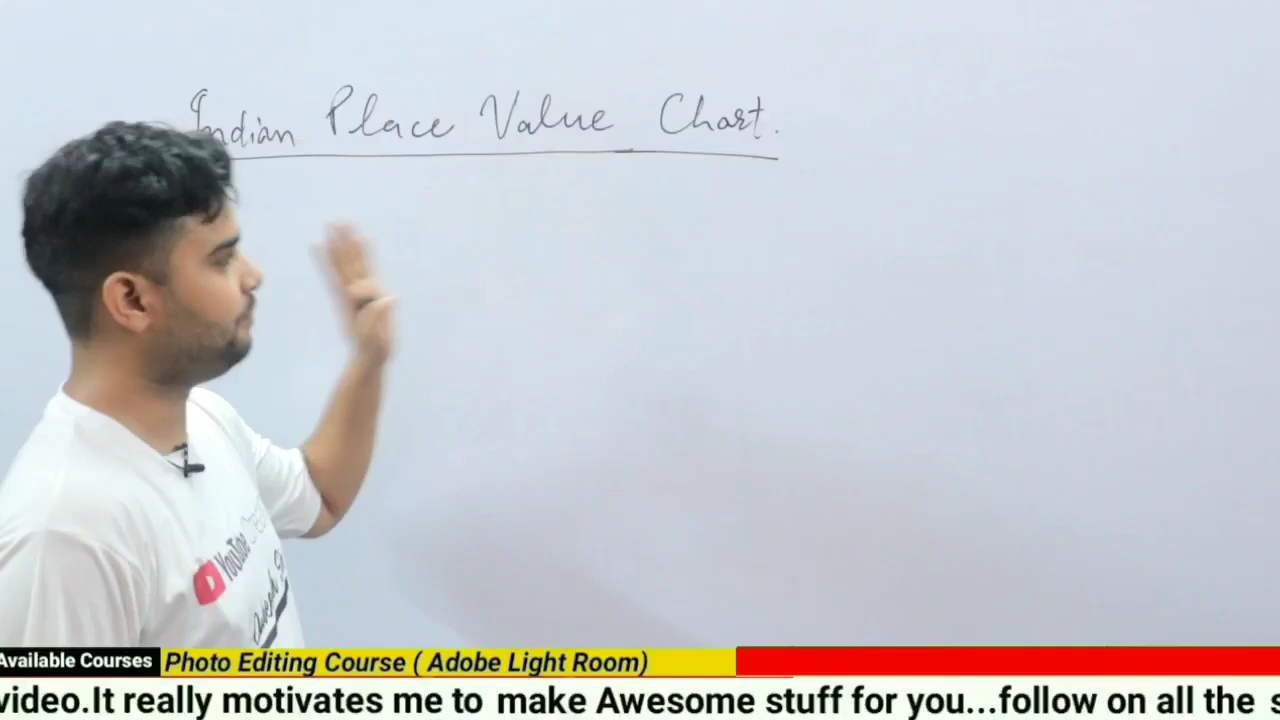 Indian Place Value Chart.
YouTube
Available Courses Photo Editing Course ( Adobe Light Room)
video.It really motivates me to make Awesome stuff for you...follow on all the s